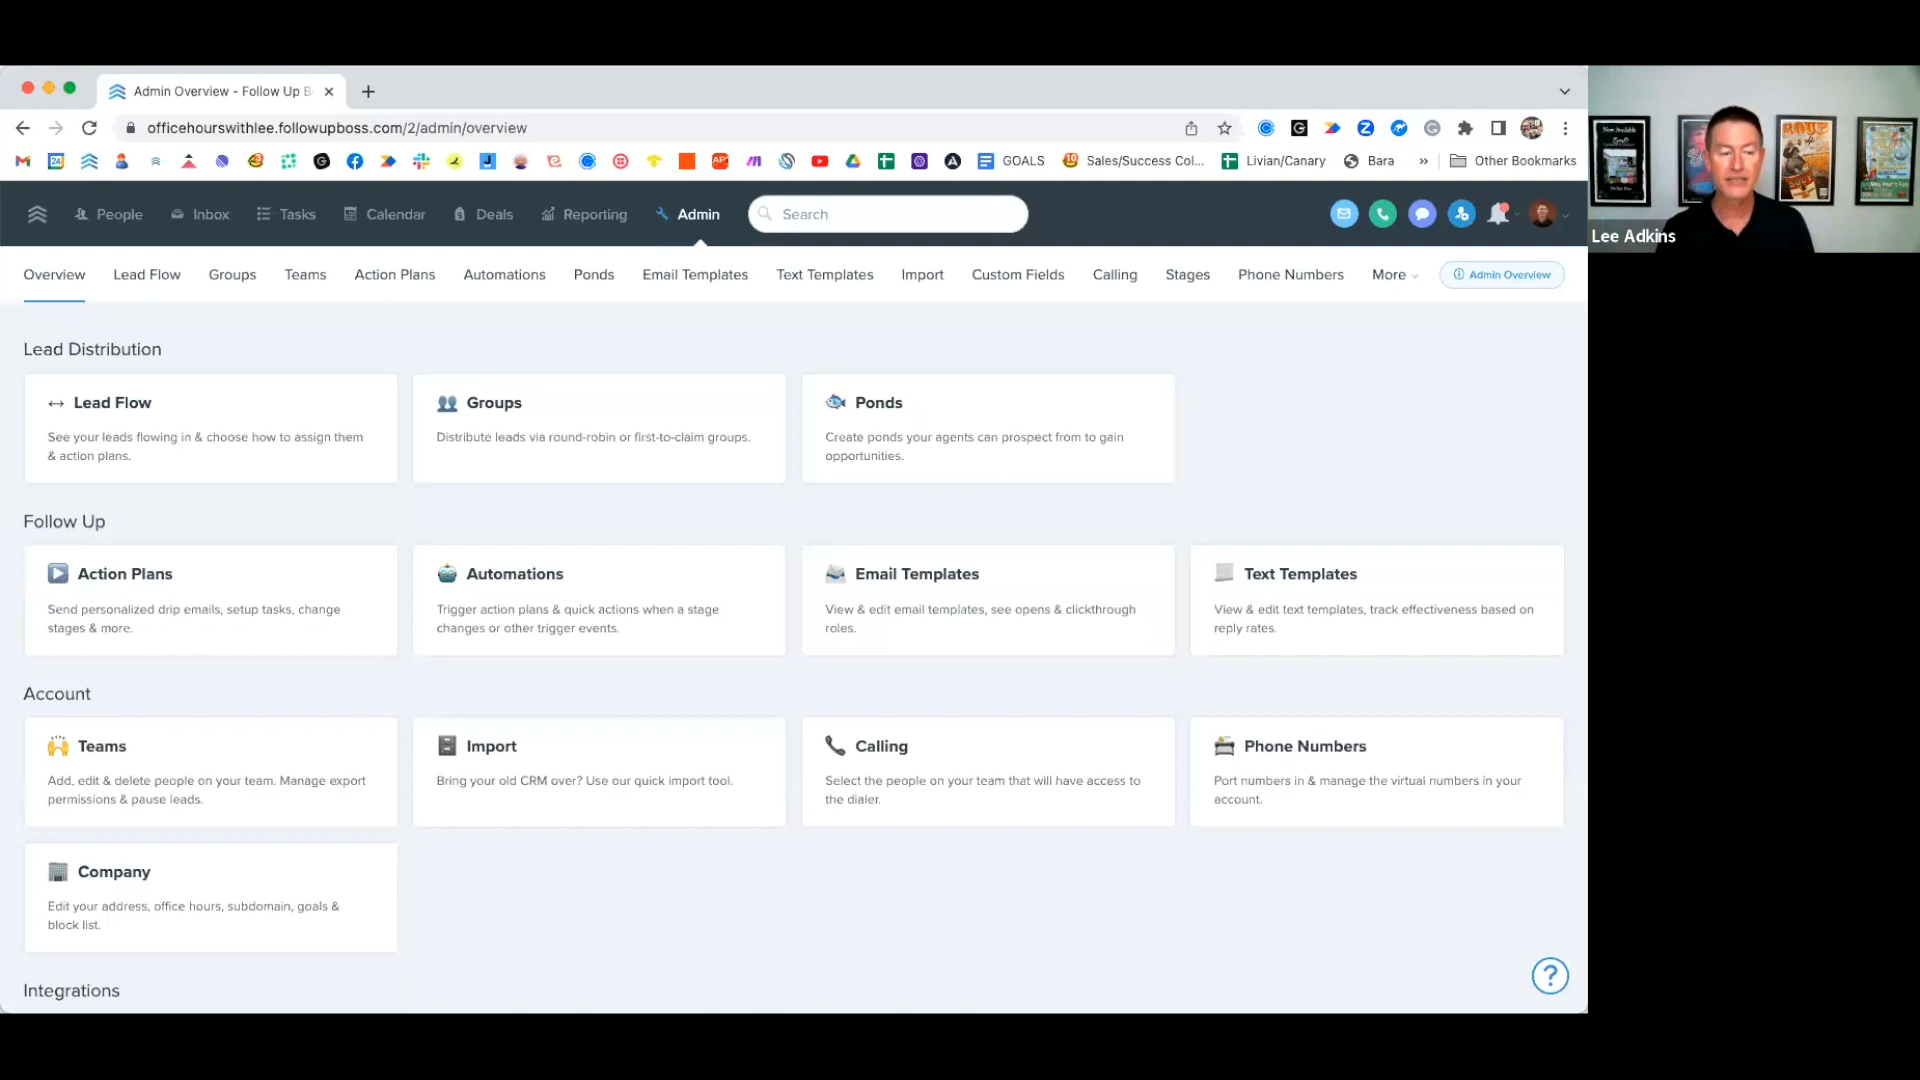 Admin Overview - Follow Up B
officehourswithlee.followupboss.com/2/admin/overview
GOALS
Sales/Success Col...
Livian/Canary
Bara
»
Other Bookmarks
People
Inbox
Tasks
Calendar
Deals
Reporting
Admin
Search
Lee Adkins
Overview
Lead Flow
Groups
Teams
Action Plans
Automations
Ponds
Email Templates
Text Templates
Import
Custom Fields
Calling
Stages
Phone Numbers
More
Admin Overview
Lead Distribution
Lead Flow
See your leads flowing in & choose how to assign them
& action plans.
Groups
Distribute leads via round-robin or first-to-claim groups.
Ponds
Create ponds your agents can prospect from to gain
opportunities.
Follow Up
Action Plans
Send personalized drip emails, setup tasks, change
stages & more.
Automations
Trigger action plans & quick actions when a stage
changes or other trigger events.
Email Templates
View & edit email templates, see opens & clickthrough
roles.
Text Templates
View & edit text templates, track effectiveness based on
reply rates.
Account
Teams
Add, edit & delete people on your team. Manage export
permissions & pause leads.
Import
Bring your old CRM over? Use our quick import tool.
Calling
Select the people on your team that will have access to
the dialer.
Phone Numbers
Port numbers in & manage the virtual numbers in your
account.
Company
Edit your address, office hours, subdomain, goals &
block list.
Integrations
?